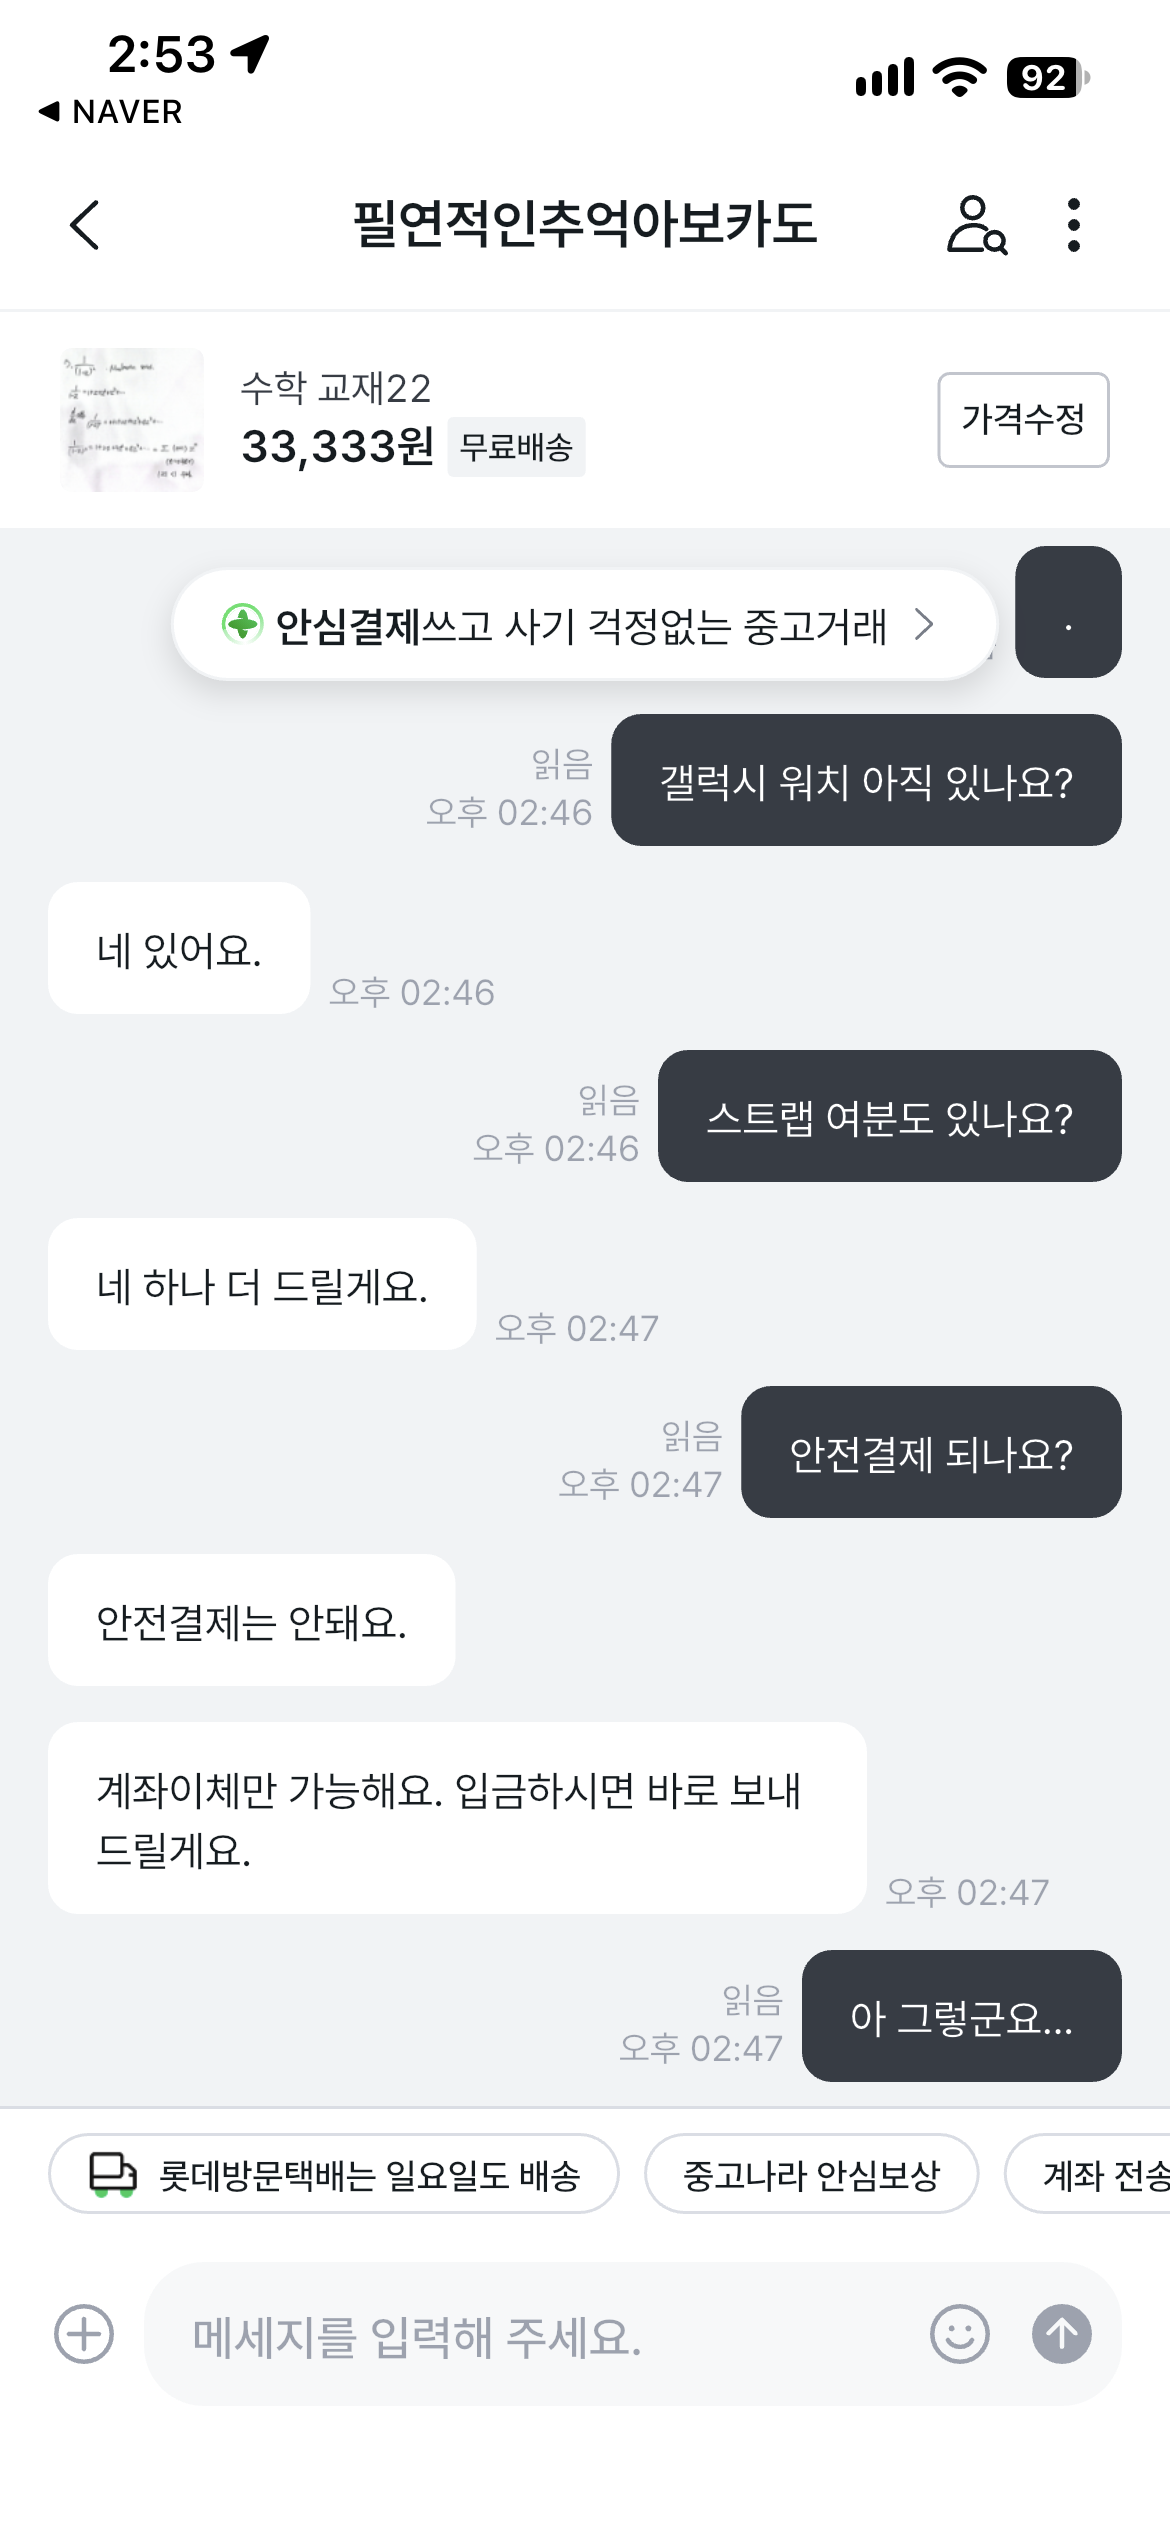 2:53
92
NAVER
필연적인추억아보카도
수학 교재22
33,333원 무료배송
가격수정
안심결제쓰고 사기 걱정없는 중고거래
.
읽음
오후 02:46
갤럭시 워치 아직 있나요?
네 있어요.
오후 02:46
읽음
오후 02:46
스트랩 여분도 있나요?
네 하나 더 드릴게요.
오후 02:47
읽음
오후 02:47
안전결제 되나요?
안전결제는 안돼요.
계좌이체만 가능해요. 입금하시면 바로 보내
드릴게요.
오후 02:47
읽음
오후 02:47
아 그렇군요...
롯데방문택배는 일요일도 배송
중고나라 안심보상
계좌 전송
메세지를 입력해 주세요.